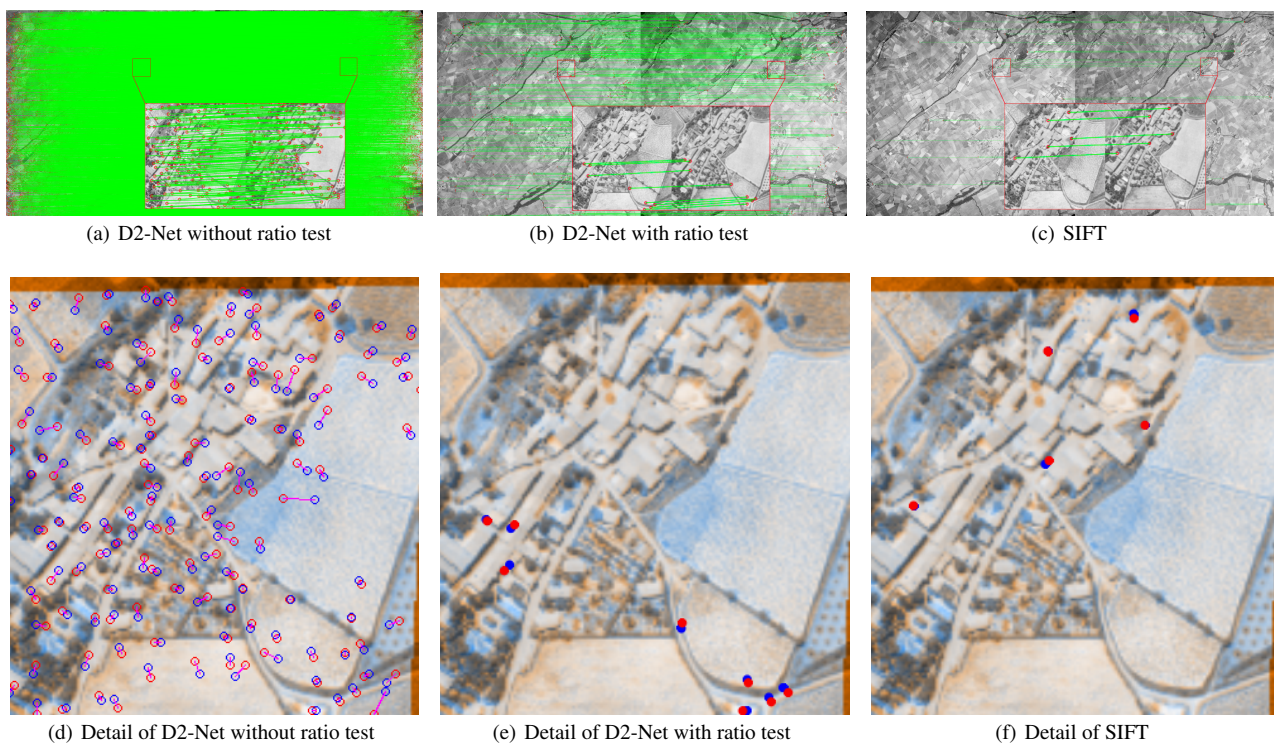 (a) D2-Net without ratio test
(b) D2-Net with ratio test
(c) SIFT
(d) Detail of D2-Net without ratio test
(e) Detail of D2-Net with ratio test
(f) Detail of SIFT